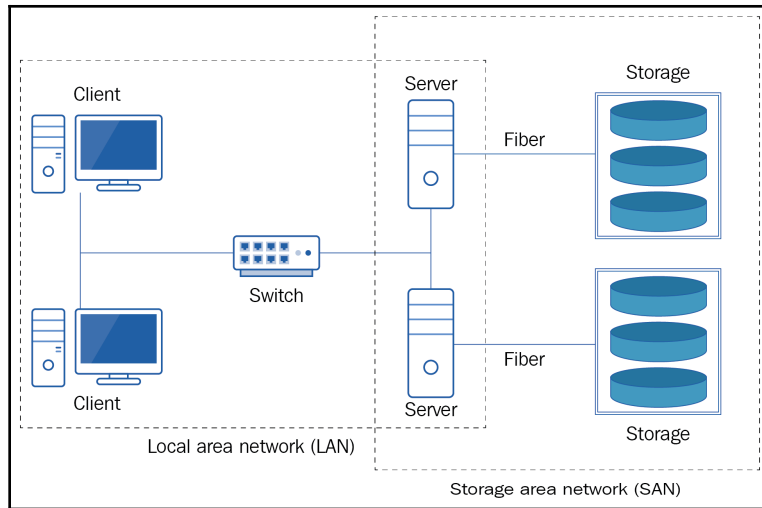 Client
Server
Storage
Fiber
Switch
Client
Server
Fiber
Storage
Local area network (LAN)
Storage area network (SAN)